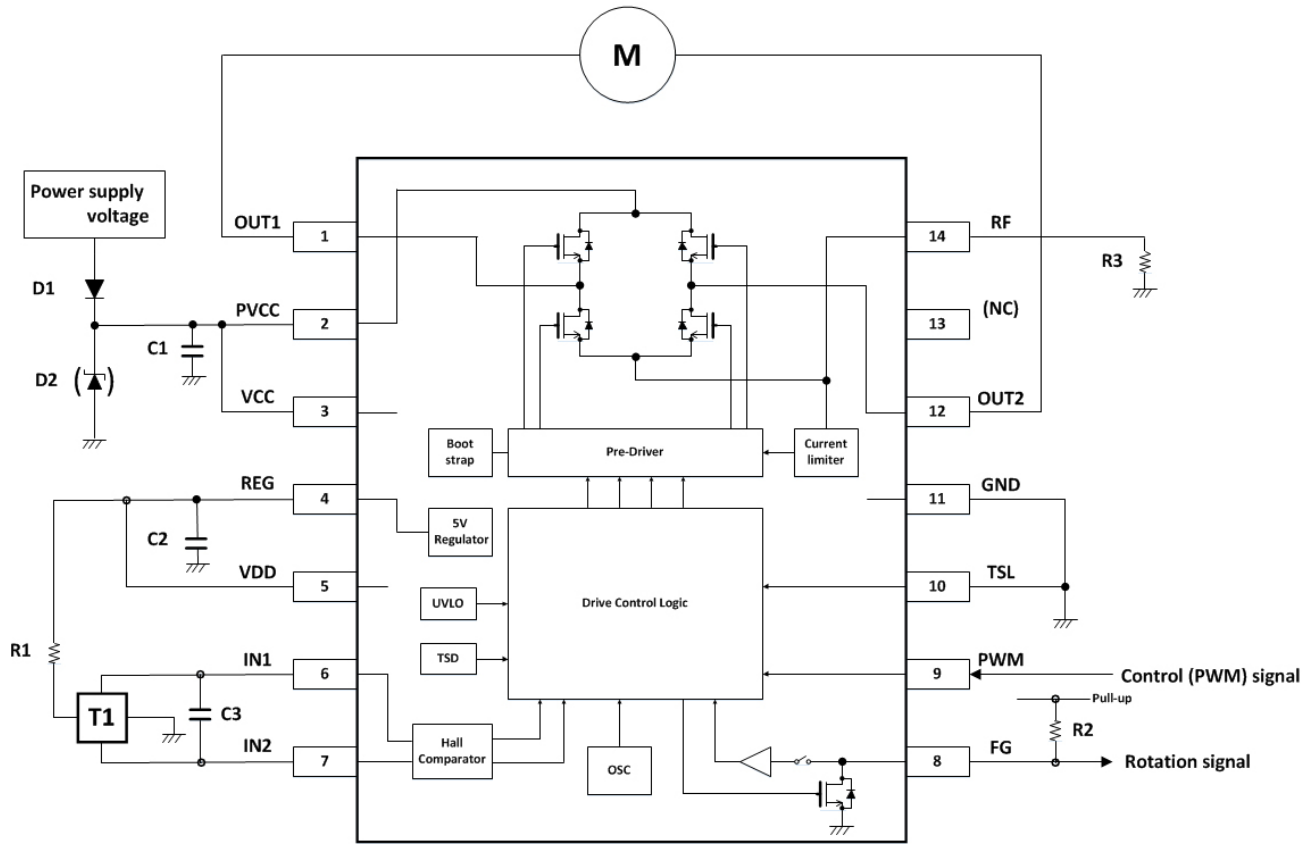 M
Power supply
voltage
D1
D2
(
)
C1
OUT1
1
PVCC
2
VCC
3
REG
4
C2
VDD
5
R1
IN1
6
T1
C3
IN2
7
Boot
strap
Pre-Driver
Current
limiter
5V
Regulator
UVLO
TSD
Drive Control Logic
Hall
Comparator
OSC
14
RF
R3
13
(NC)
12
OUT2
11
GND
10
TSL
9
PWM
Control (PWM) signal
Pull-up
R2
8
FG
Rotation signal